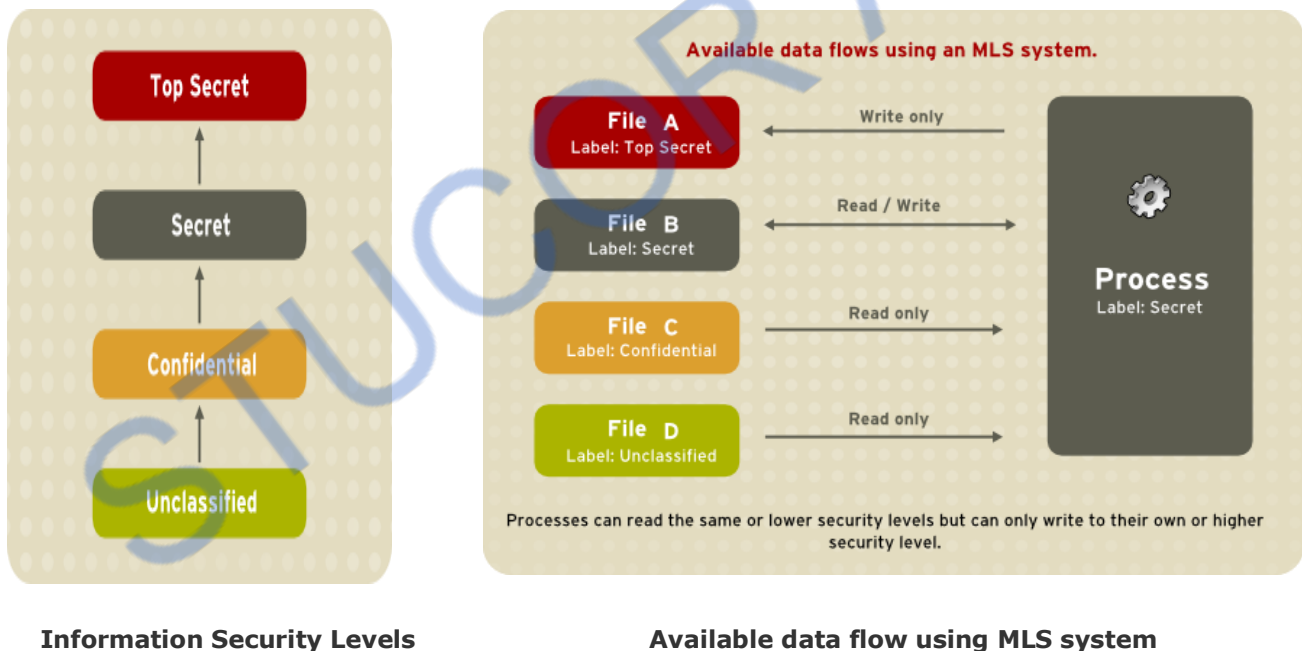 Top Secret
Secret
Confidential
Unclassified
Available data flows using an MLS system.
File A
Label: Top Secret
Write only
File B
Label: Secret
Read / Write
File C
Label: Confidential
Read only
File D
Label: Unclassified
Read only
Process
Label: Secret
Processes can read the same or lower security levels but can only write to their own or higher
security level.
Information Security Levels
Available data flow using MLS system
STUCOR